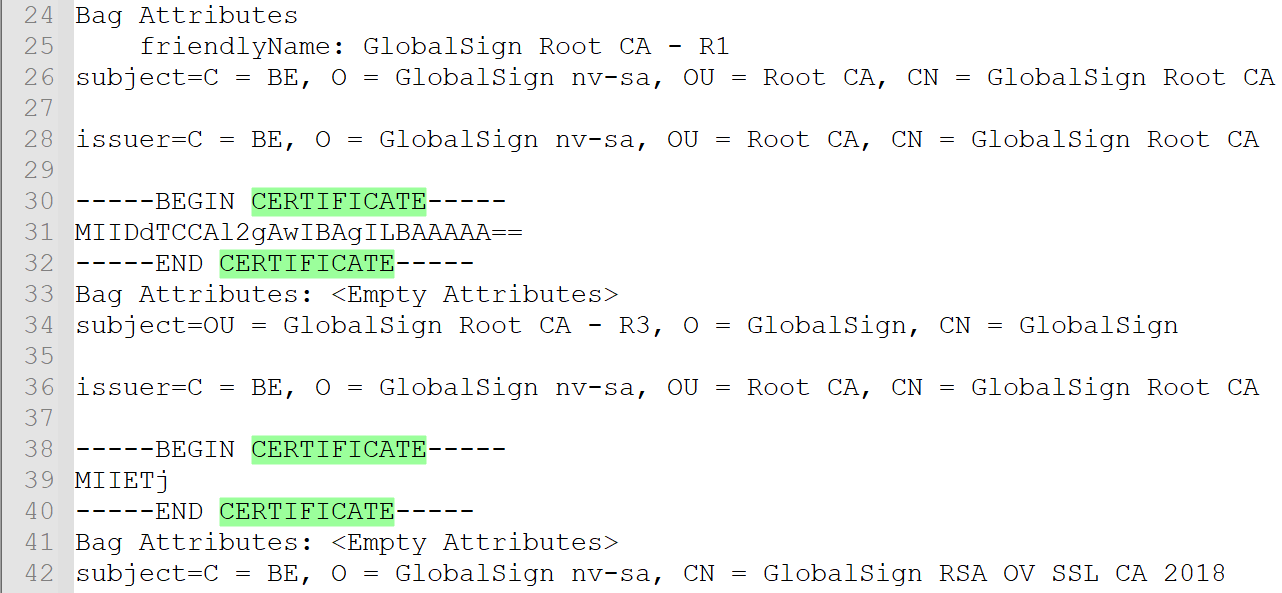 24 Bag Attributes
25     friendlyName: GlobalSign Root CA - R1
26 subject=C = BE, O = GlobalSign nv-sa, OU = Root CA, CN = GlobalSign Root CA
27
28 issuer=C = BE, O = GlobalSign nv-sa, OU = Root CA, CN = GlobalSign Root CA
29
30 -----BEGIN CERTIFICATE-----
31 MIIDdTCCAl2gAwIBAgILBAAAAA==
32 -----END CERTIFICATE-----
33 Bag Attributes: <Empty Attributes>
34 subject=OU = GlobalSign Root CA - R3, O = GlobalSign, CN = GlobalSign
35
36 issuer=C = BE, O = GlobalSign nv-sa, OU = Root CA, CN = GlobalSign Root CA
37
38 -----BEGIN CERTIFICATE-----
39 MIIETj
40 -----END CERTIFICATE-----
41 Bag Attributes: <Empty Attributes>
42 subject=C = BE, O = GlobalSign nv-sa, CN = GlobalSign RSA OV SSL CA 2018